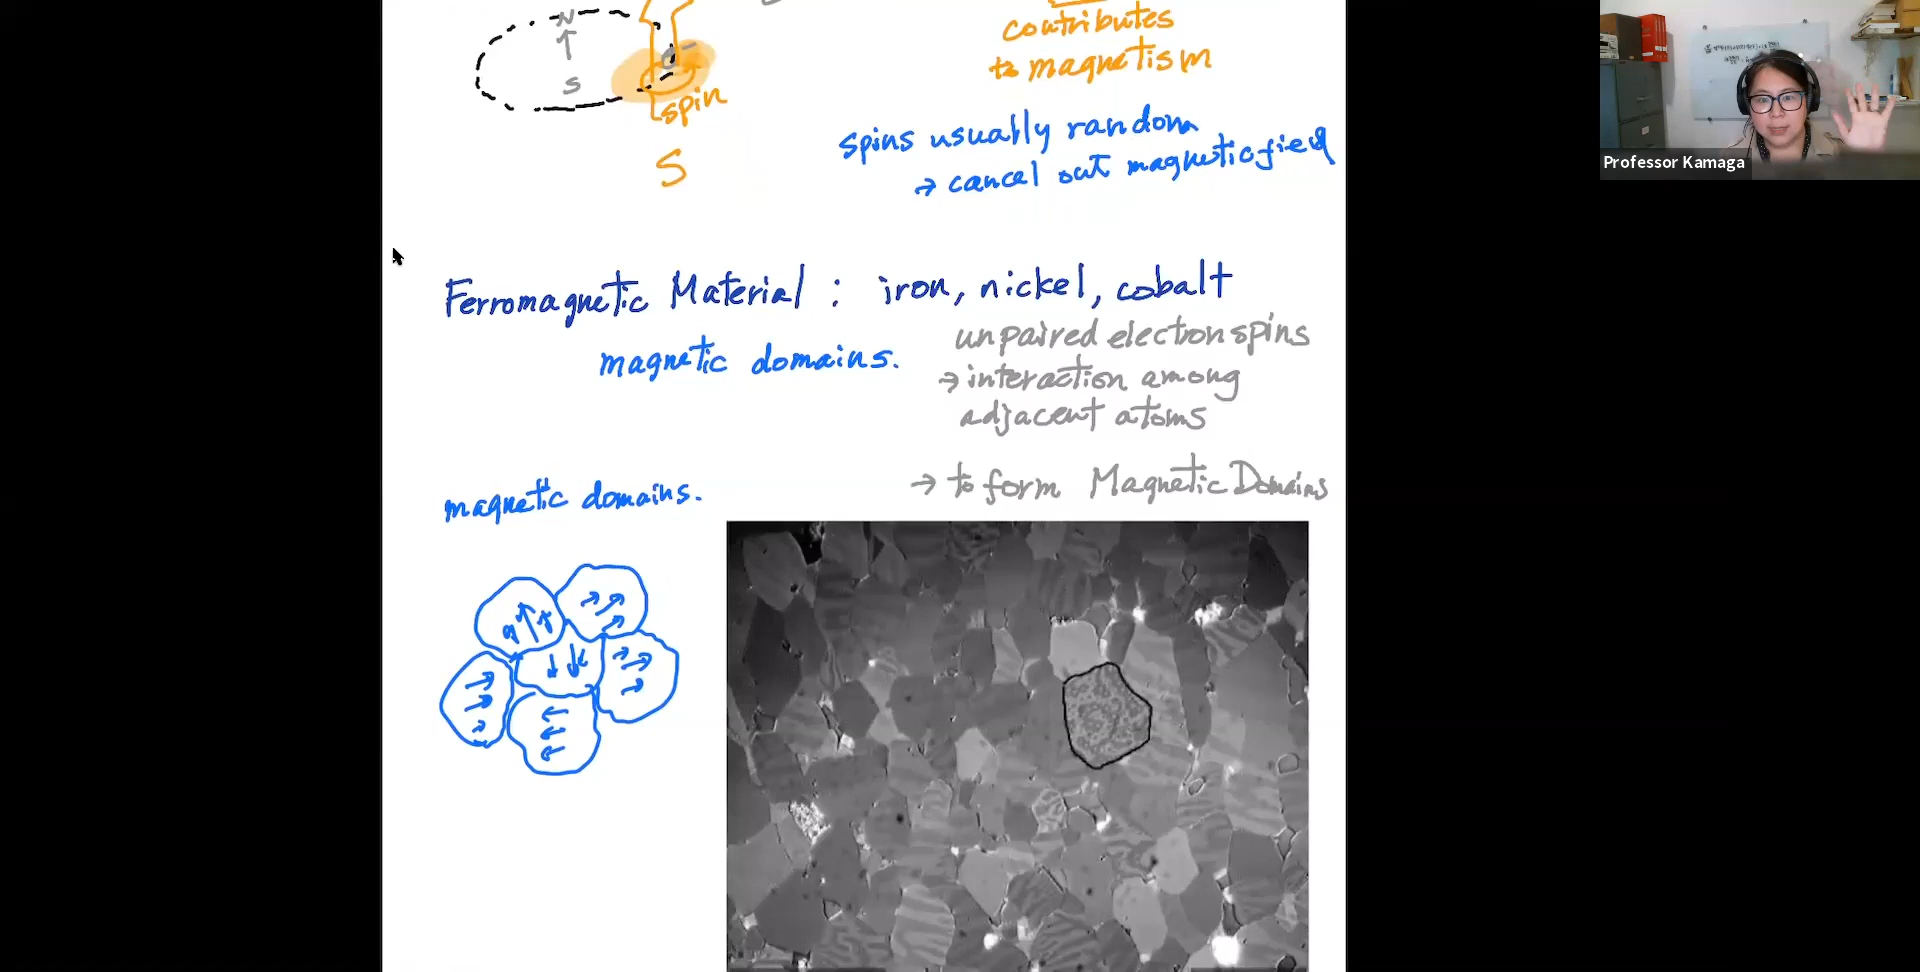 N
S
spin
S
contributes
to magnetism
spins usually random
→ cancel out magnetic field
Ferromagnetic Material : iron, nickel, cobalt
magnetic domains.
unpaired electron spins
→ interaction among
adjacent atoms
→ to form Magnetic Domains
magnetic domains.
Professor Kamaga